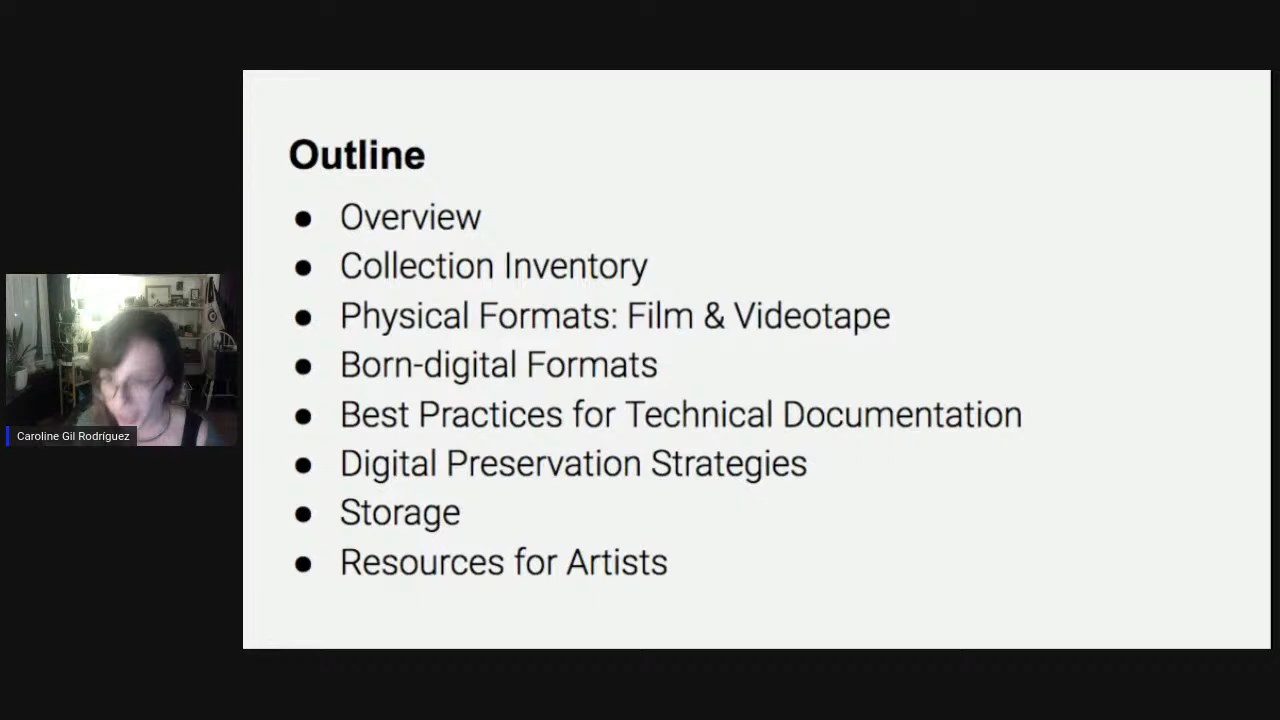 Outline
● Overview
● Collection Inventory
● Physical Formats: Film & Videotape
● Born-digital Formats
● Best Practices for Technical Documentation
● Digital Preservation Strategies
● Storage
● Resources for Artists
Caroline Gil Rodríguez